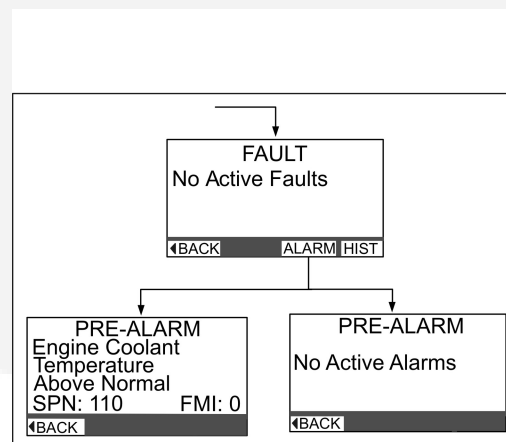 FAULT
No Active Faults
◀BACK ALARM HIST
PRE-ALARM
Engine Coolant
Temperature
Above Normal
SPN: 110 FMI: 0
◀BACK
PRE-ALARM
No Active Alarms
◀BACK